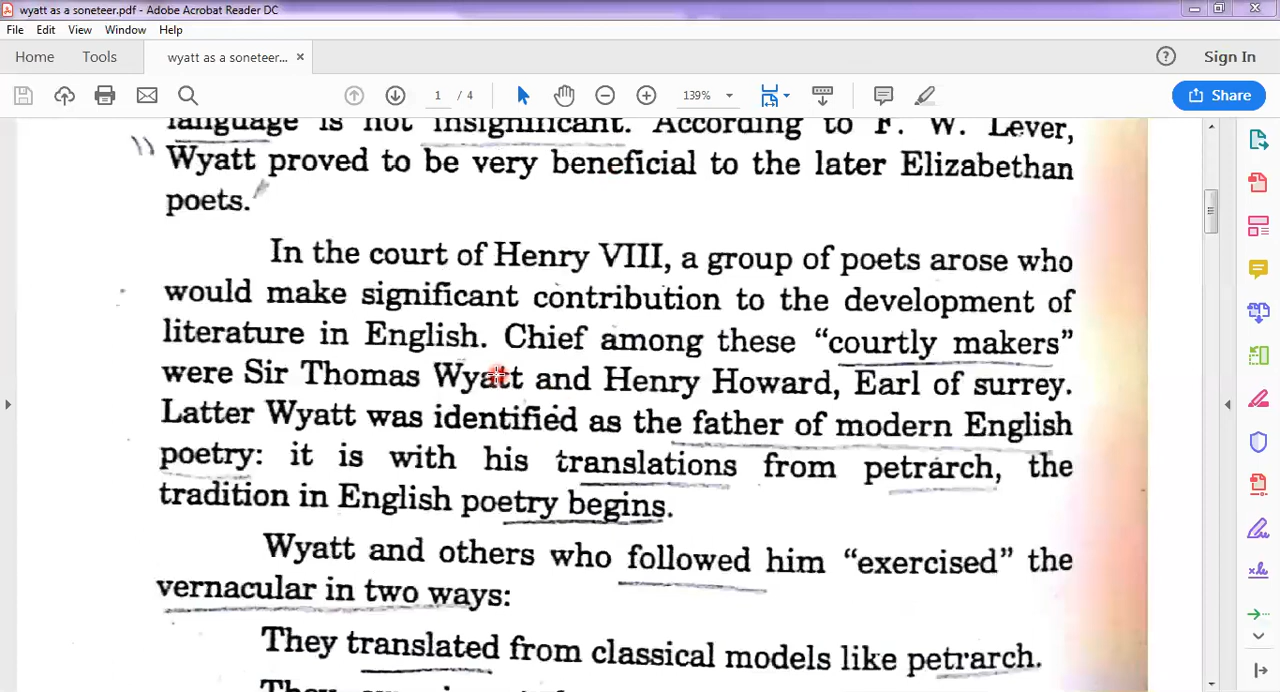 wyatt as a soneteer.pdf - Adobe Acrobat Reader DC
File Edit View Window Help
Home Tools wyatt as a soneteer... × Sign In
1 / 4 139% Share
language is not insignificant. According to F. W. Lever,
Wyatt proved to be very beneficial to the later Elizabethan
poets.
In the court of Henry VIII, a group of poets arose who
would make significant contribution to the development of
literature in English. Chief among these “courtly makers”
were Sir Thomas Wyatt and Henry Howard, Earl of surrey.
Latter Wyatt was identified as the father of modern English
poetry: it is with his translations from petrarch, the
tradition in English poetry begins.
Wyatt and others who followed him “exercised” the
vernacular in two ways:
They translated from classical models like petrarch.
They